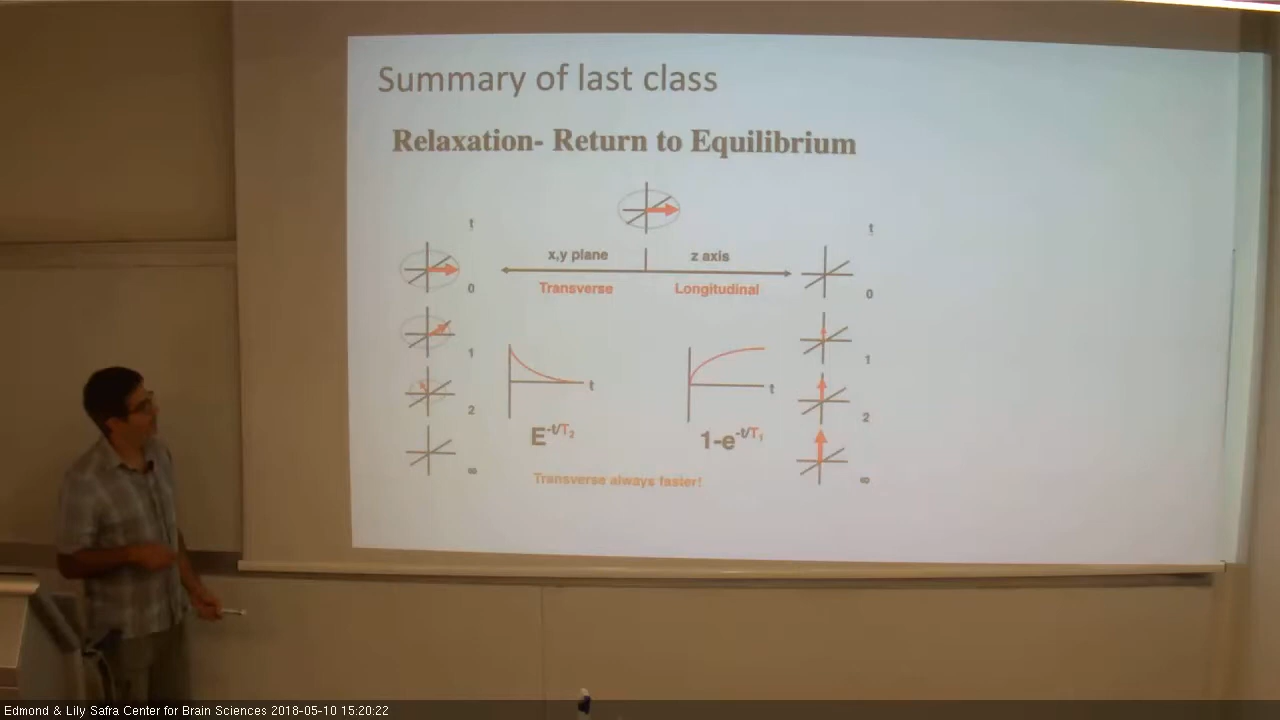 Summary of last class
Relaxation- Return to Equilibrium
t
t
x,y plane
z axis
Transverse
Longitudinal
0
0
1
1
t
t
2
2
E-t/T2
1-e-t/T1
∞
∞
Transverse always faster!
Edmond & Lily Safra Center for Brain Sciences 2018-05-10 15:20:22